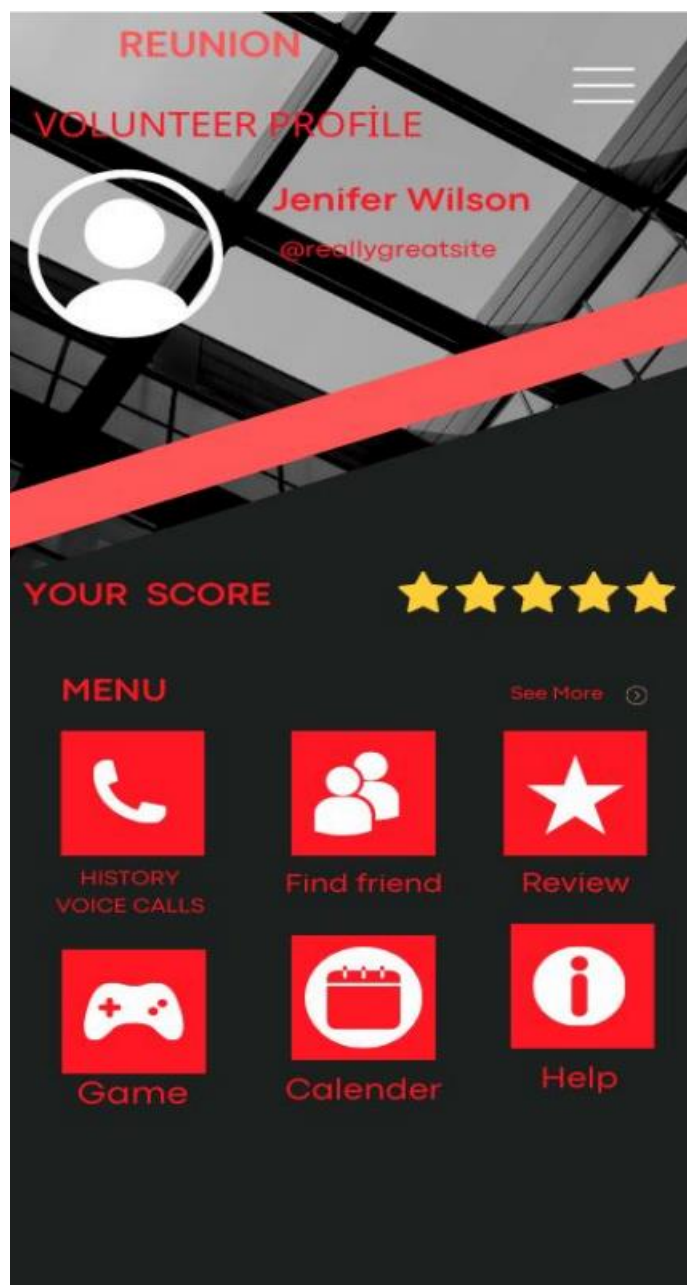 REUNION
VOLUNTEER PROFİLE
Jenifer Wilson
@reallygreatsite
YOUR SCORE
MENU
See More
HISTORY
VOICE CALLS
Find friend
Review
Game
Calender
Help